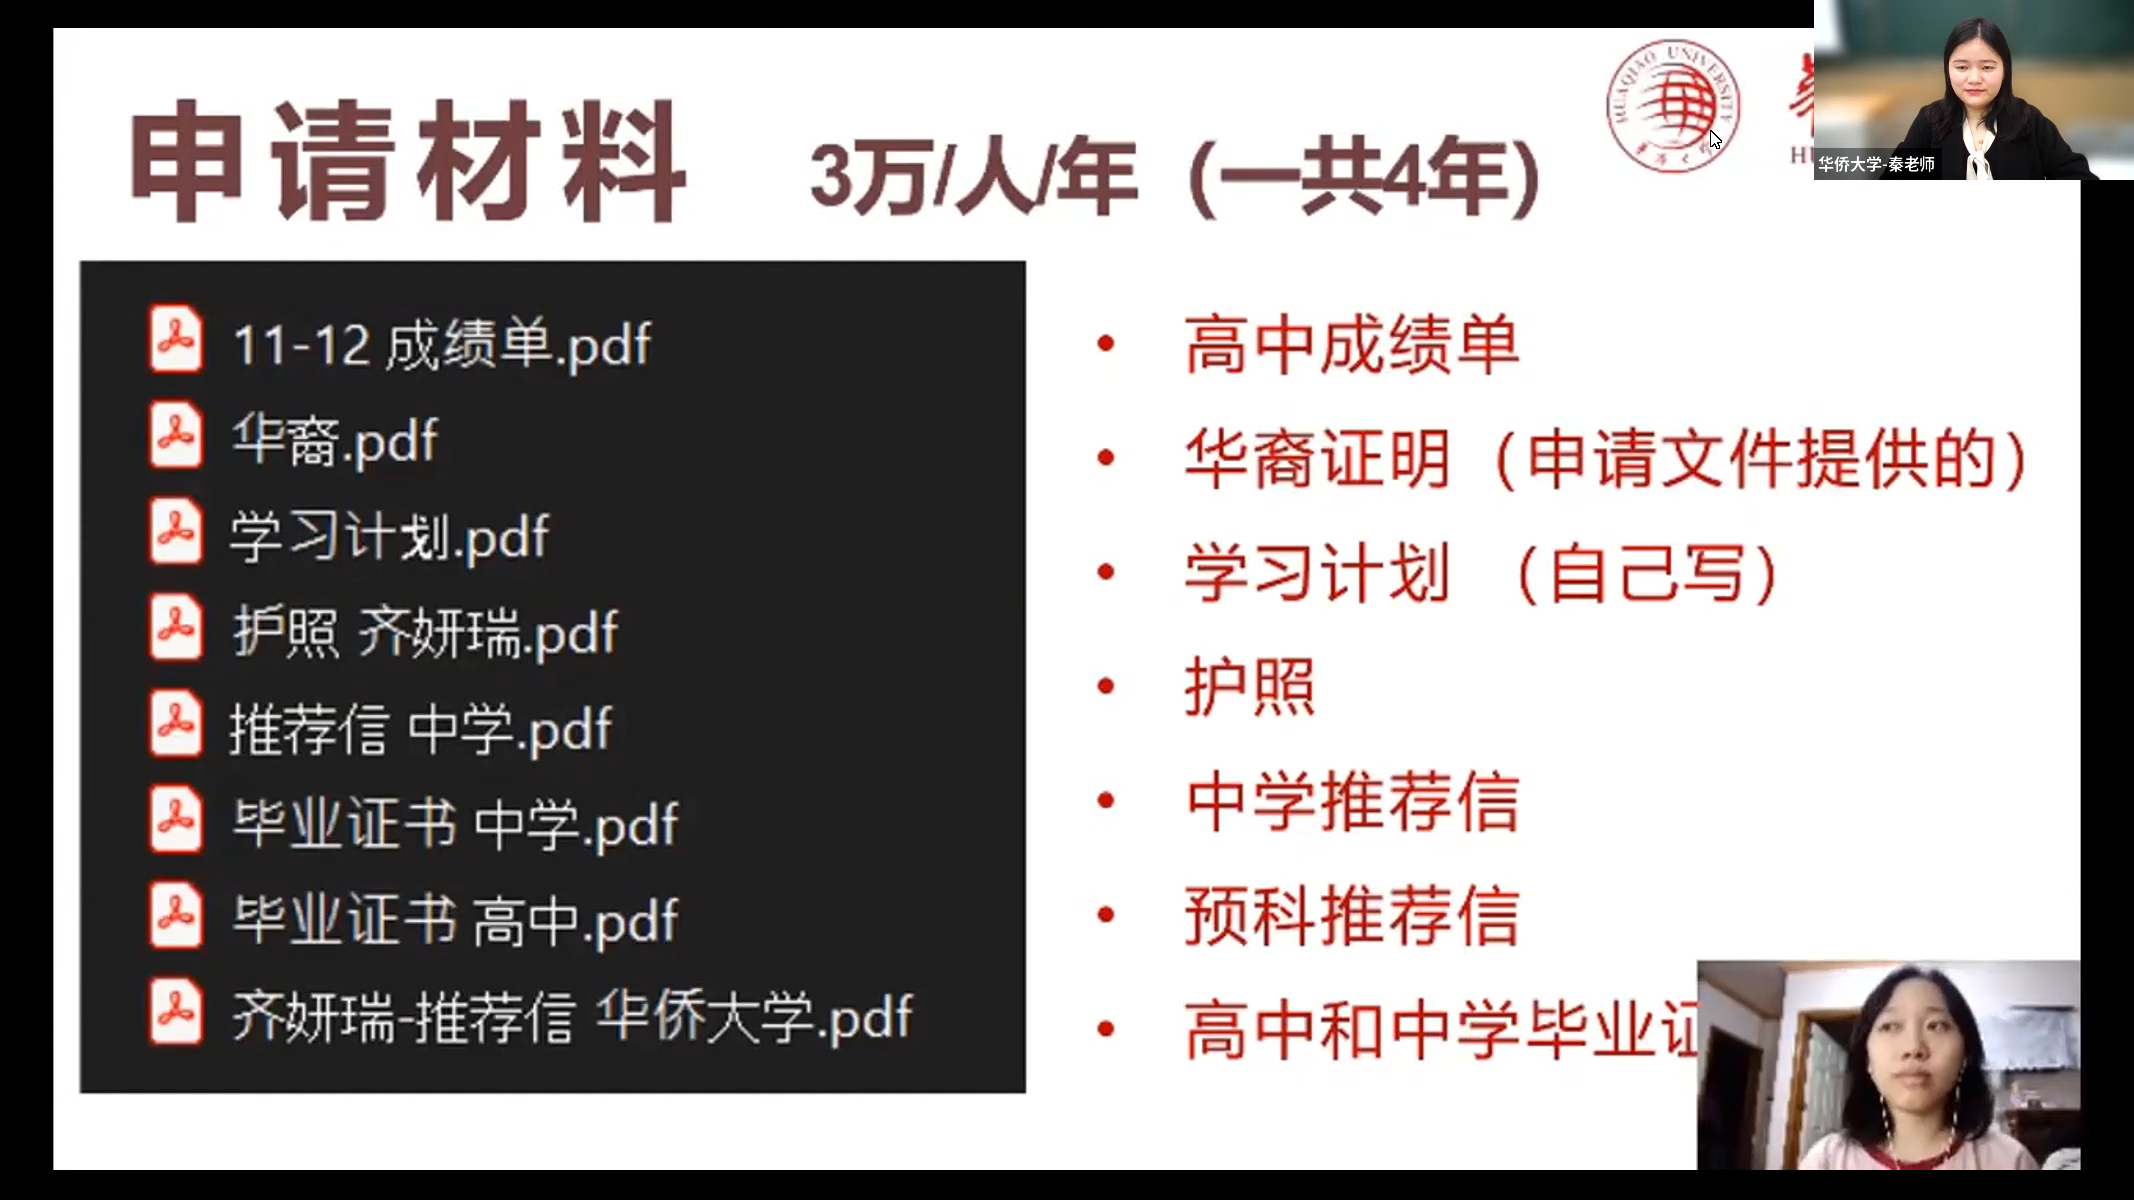 申请材料 3万/人/年（一共4年）
HUAQIAO UNIVERSITY
华侨大学-秦老师
11-12 成绩单.pdf
华裔.pdf
学习计划.pdf
护照 齐妍瑞.pdf
推荐信 中学.pdf
毕业证书 中学.pdf
毕业证书 高中.pdf
齐妍瑞-推荐信 华侨大学.pdf
• 高中成绩单
• 华裔证明（申请文件提供的）
• 学习计划 （自己写）
• 护照
• 中学推荐信
• 预科推荐信
• 高中和中学毕业证